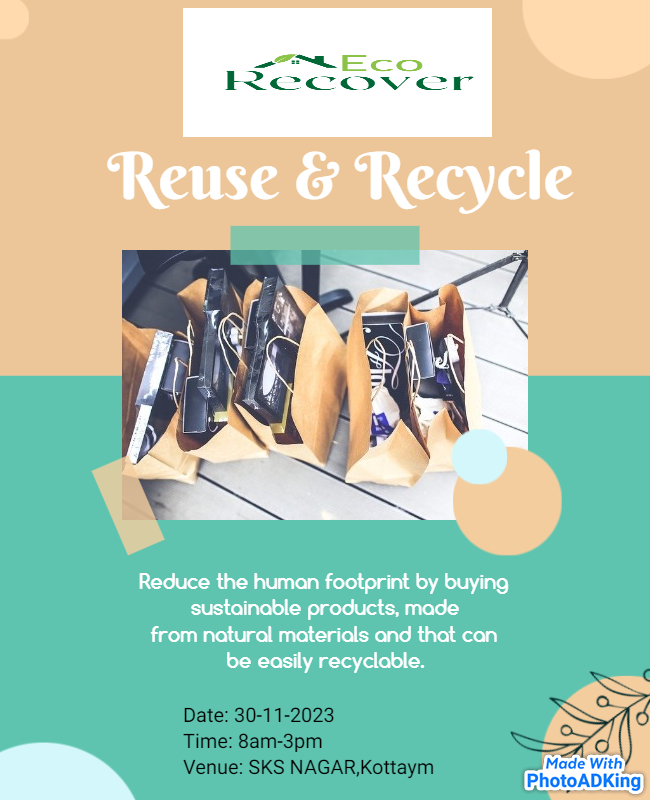 Eco
Recover
Reuse & Recycle
Reduce the human footprint by buying
sustainable products, made
from natural materials and that can
be easily recyclable.
Date: 30-11-2023
Time: 8am-3pm
Venue: SKS NAGAR,Kottaym
Made With
PhotoADKing